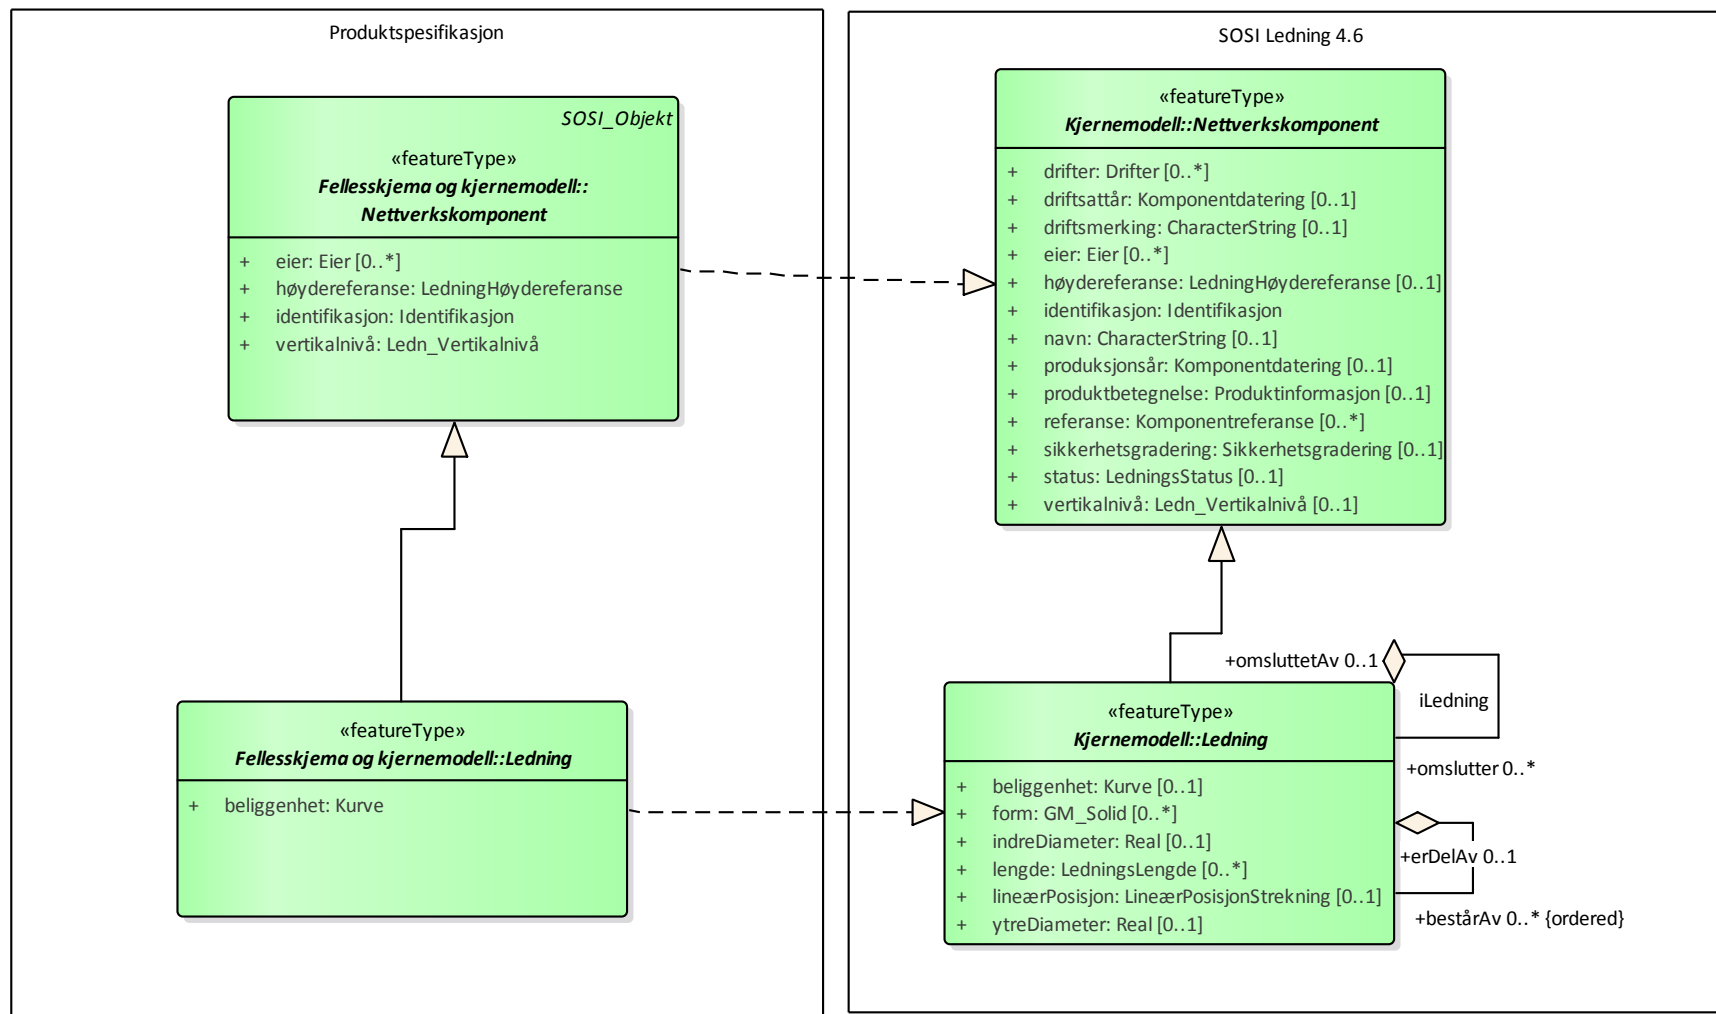 Produktspesifikasjon
SOSI_Objekt
«featureType»
Fellesskjema og kjernemodell::
Nettverkskomponent
+ eier: Eier [0..*]
+ høydereferanse: LedningHøydereferanse
+ identifikasjon: Identifikasjon
+ vertikalnivå: Ledn_Vertikalnivå
«featureType»
Fellesskjema og kjernemodell::Ledning
+ beliggenhet: Kurve
SOSI Ledning 4.6
«featureType»
Kjernemodell::Nettverkskomponent
+ drifter: Drifter [0..*]
+ driftsattår: Komponentdatering [0..1]
+ driftsmerking: CharacterString [0..1]
+ eier: Eier [0..*]
+ høydereferanse: LedningHøydereferanse [0..1]
+ identifikasjon: Identifikasjon
+ navn: CharacterString [0..1]
+ produksjonsår: Komponentdatering [0..1]
+ produktbetegnelse: Produktinformasjon [0..1]
+ referanse: Komponentreferanse [0..*]
+ sikkerhetsgradering: Sikkerhetsgradering [0..1]
+ status: LedningsStatus [0..1]
+ vertikalnivå: Ledn_Vertikalnivå [0..1]
+omsluttetAv 0..1
iLedning
+omslutter 0..*
«featureType»
Kjernemodell::Ledning
+ beliggenhet: Kurve [0..1]
+ form: GM_Solid [0..*]
+ indreDiameter: Real [0..1]
+ lengde: LedningsLengde [0..*]
+ lineærPosisjon: LineærPosisjonStrekning [0..1]
+ ytreDiameter: Real [0..1]
+erDelAv 0..1
+bestårAv 0..* {ordered}